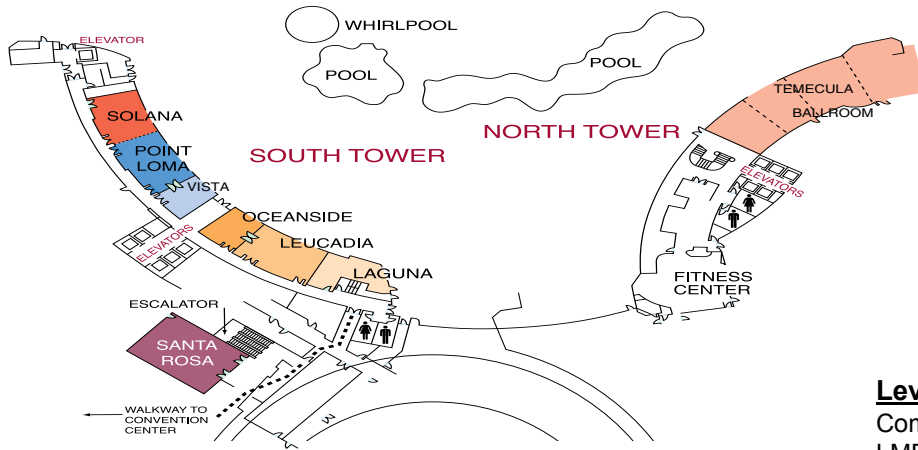 ELEVATOR
WHIRLPOOL
POOL
POOL
TEMECULA
BALLROOM
SOLANA
NORTH TOWER
SOUTH TOWER
POINT
LOMA
VISTA
ELEVATORS
OCEANSIDE
LEUCADIA
LAGUNA
ELEVATORS
FITNESS
CENTER
ESCALATOR
SANTA
ROSA
WALKWAY TO
CONVENTION
CENTER
Lev
Con